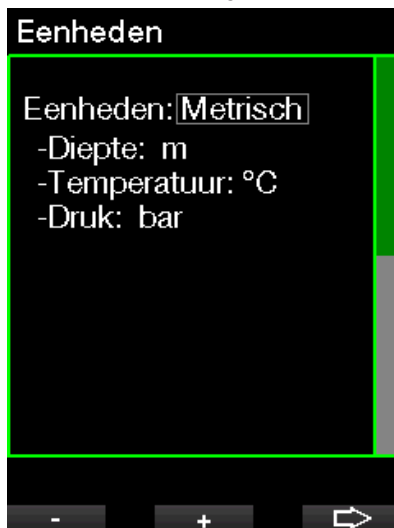 Eenheden
Eenheden: Metrisch
-Diepte: m
-Temperatuur: °C
-Druk: bar
- +